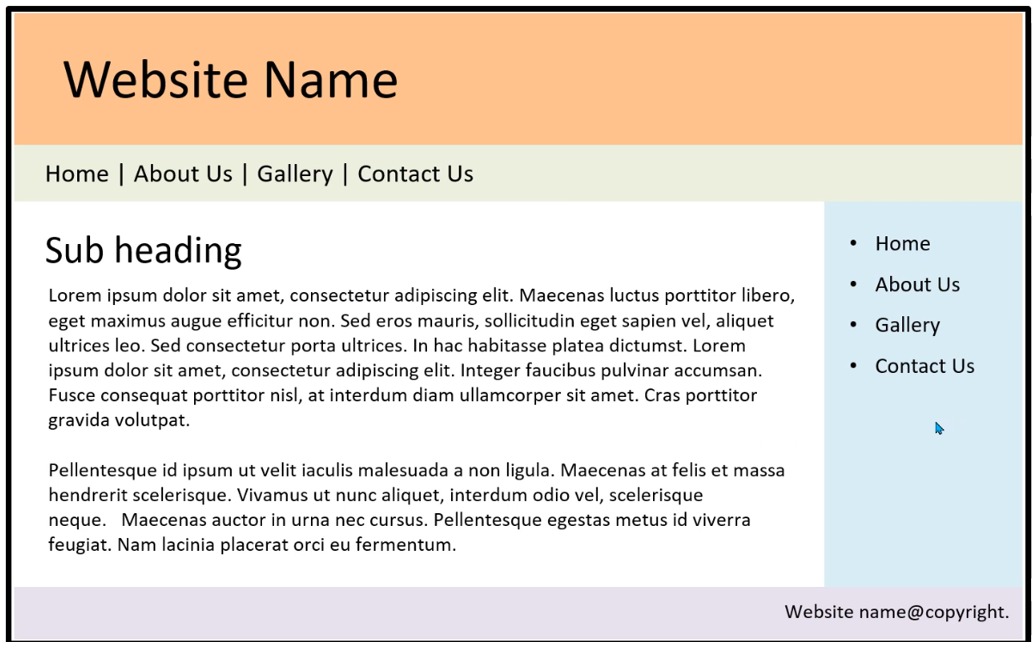 Website Name
Home | About Us | Gallery | Contact Us
Sub heading
Lorem ipsum dolor sit amet, consectetur adipiscing elit. Maecenas luctus porttitor libero,
eget maximus augue efficitur non. Sed eros mauris, sollicitudin eget sapien vel, aliquet
ultrices leo. Sed consectetur porta ultrices. In hac habitasse platea dictumst. Lorem
ipsum dolor sit amet, consectetur adipiscing elit. Integer faucibus pulvinar accumsan.
Fusce consequat porttitor nisl, at interdum diam ullamcorper sit amet. Cras porttitor
gravida volutpat.
Pellentesque id ipsum ut velit iaculis malesuada a non ligula. Maecenas at felis et massa
hendrerit scelerisque. Vivamus ut nunc aliquet, interdum odio vel, scelerisque
neque.   Maecenas auctor in urna nec cursus. Pellentesque egestas metus id viverra
feugiat. Nam lacinia placerat orci eu fermentum.
• Home
• About Us
• Gallery
• Contact Us
Website name@copyright.